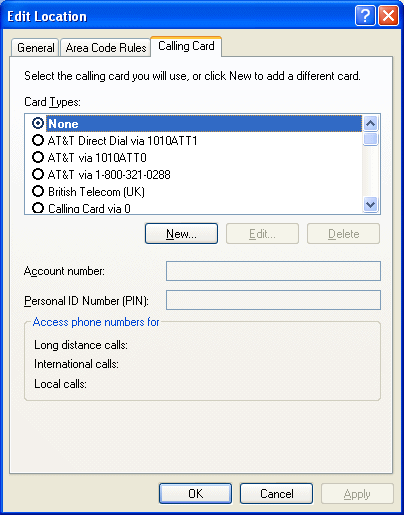 Edit Location
General Area Code Rules Calling Card
Select the calling card you will use, or click New to add a different card.
Card Types:
None
AT&T Direct Dial via 1010ATT1
AT&T via 1010ATT0
AT&T via 1-800-321-0288
British Telecom (UK)
Calling Card via 0
New... Edit... Delete
Account number:
Personal ID Number (PIN):
Access phone numbers for
Long distance calls:
International calls:
Local calls:
OK Cancel Apply